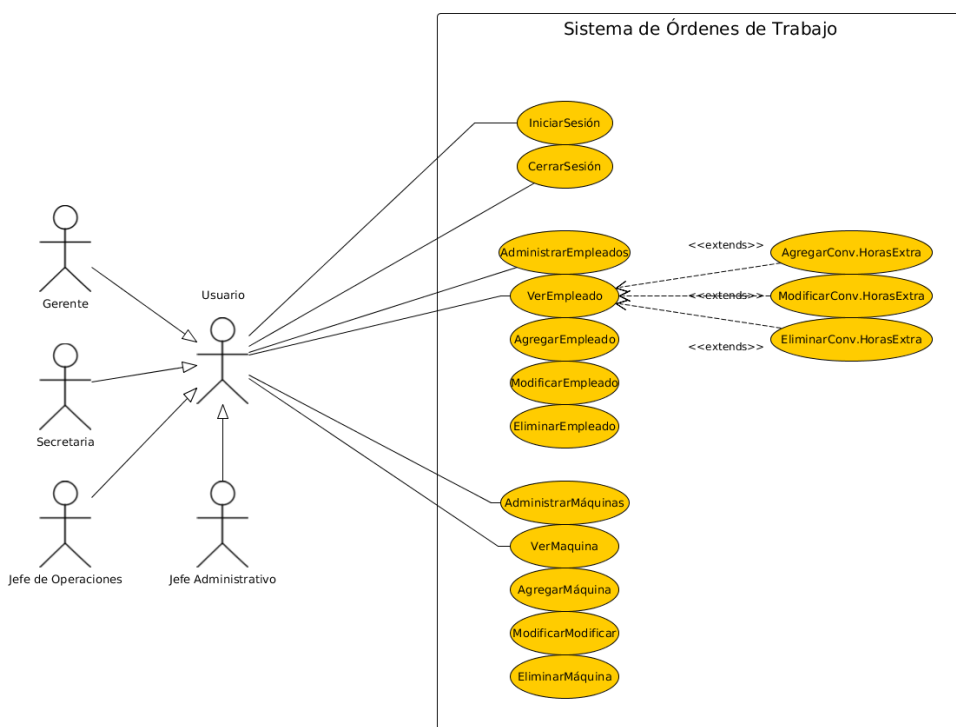 Sistema de Órdenes de Trabajo
IniciarSesión
CerrarSesión
Gerente
Usuario
Secretaria
Jefe de Operaciones
Jefe Administrativo
AdministrarEmpleados
VerEmpleado
AgregarEmpleado
ModificarEmpleado
EliminarEmpleado
<<extends>>
AgregarConv.HorasExtra
<<extends>>
ModificarConv.HorasExtra
<<extends>>
EliminarConv.HorasExtra
AdministrarMáquinas
VerMaquina
AgregarMáquina
ModificarModificar
EliminarMáquina